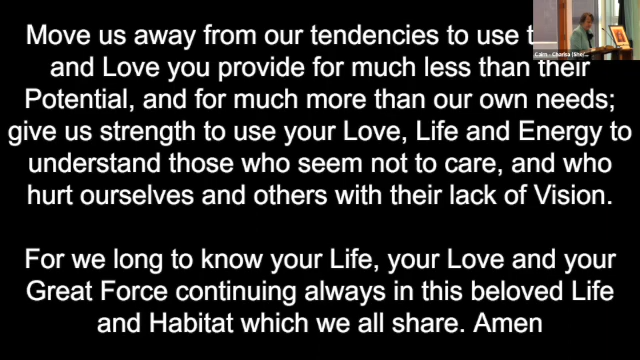 Move us away from our tendencies to use
and Love you provide for much less than their
Potential, and for much more than our own needs;
give us strength to use your Love, Life and Energy to
understand those who seem not to care, and who
hurt ourselves and others with their lack of Vision.
For we long to know your Life, your Love and your
Great Force continuing always in this beloved Life
and Habitat which we all share. Amen